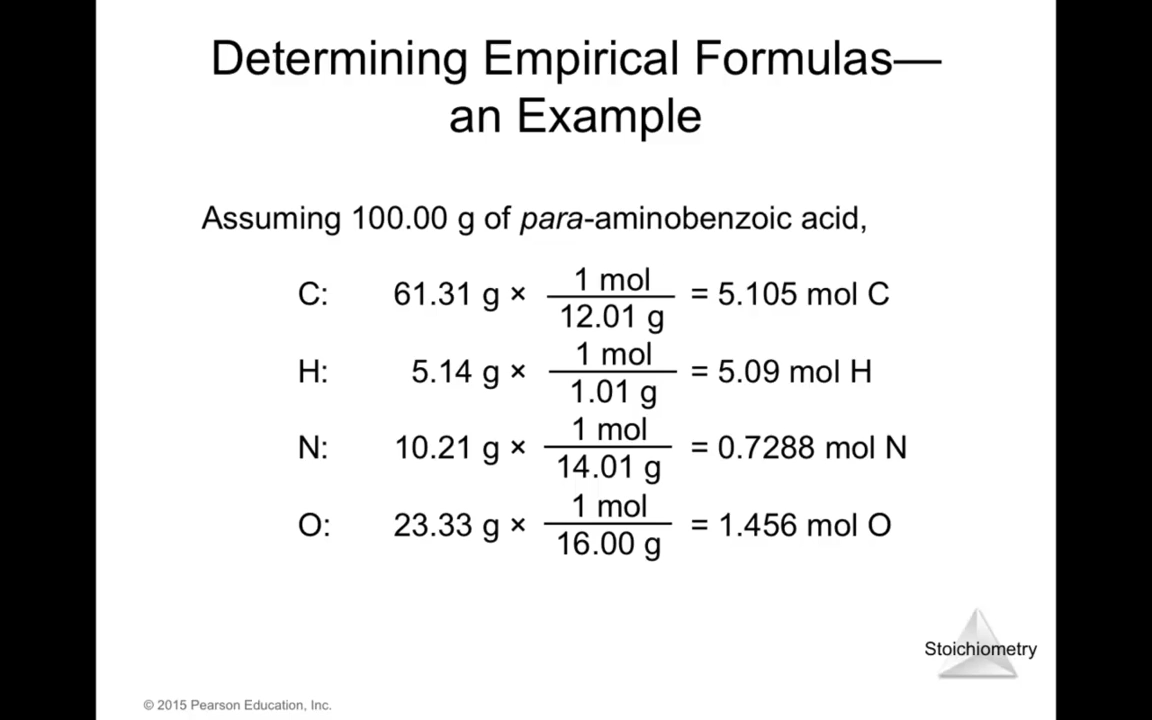 Determining Empirical Formulas—
an Example
Assuming 100.00 g of para-aminobenzoic acid,
C: 61.31 g × 1 mol / 12.01 g = 5.105 mol C
H: 5.14 g × 1 mol / 1.01 g = 5.09 mol H
N: 10.21 g × 1 mol / 14.01 g = 0.7288 mol N
O: 23.33 g × 1 mol / 16.00 g = 1.456 mol O
Stoichiometry
© 2015 Pearson Education, Inc.